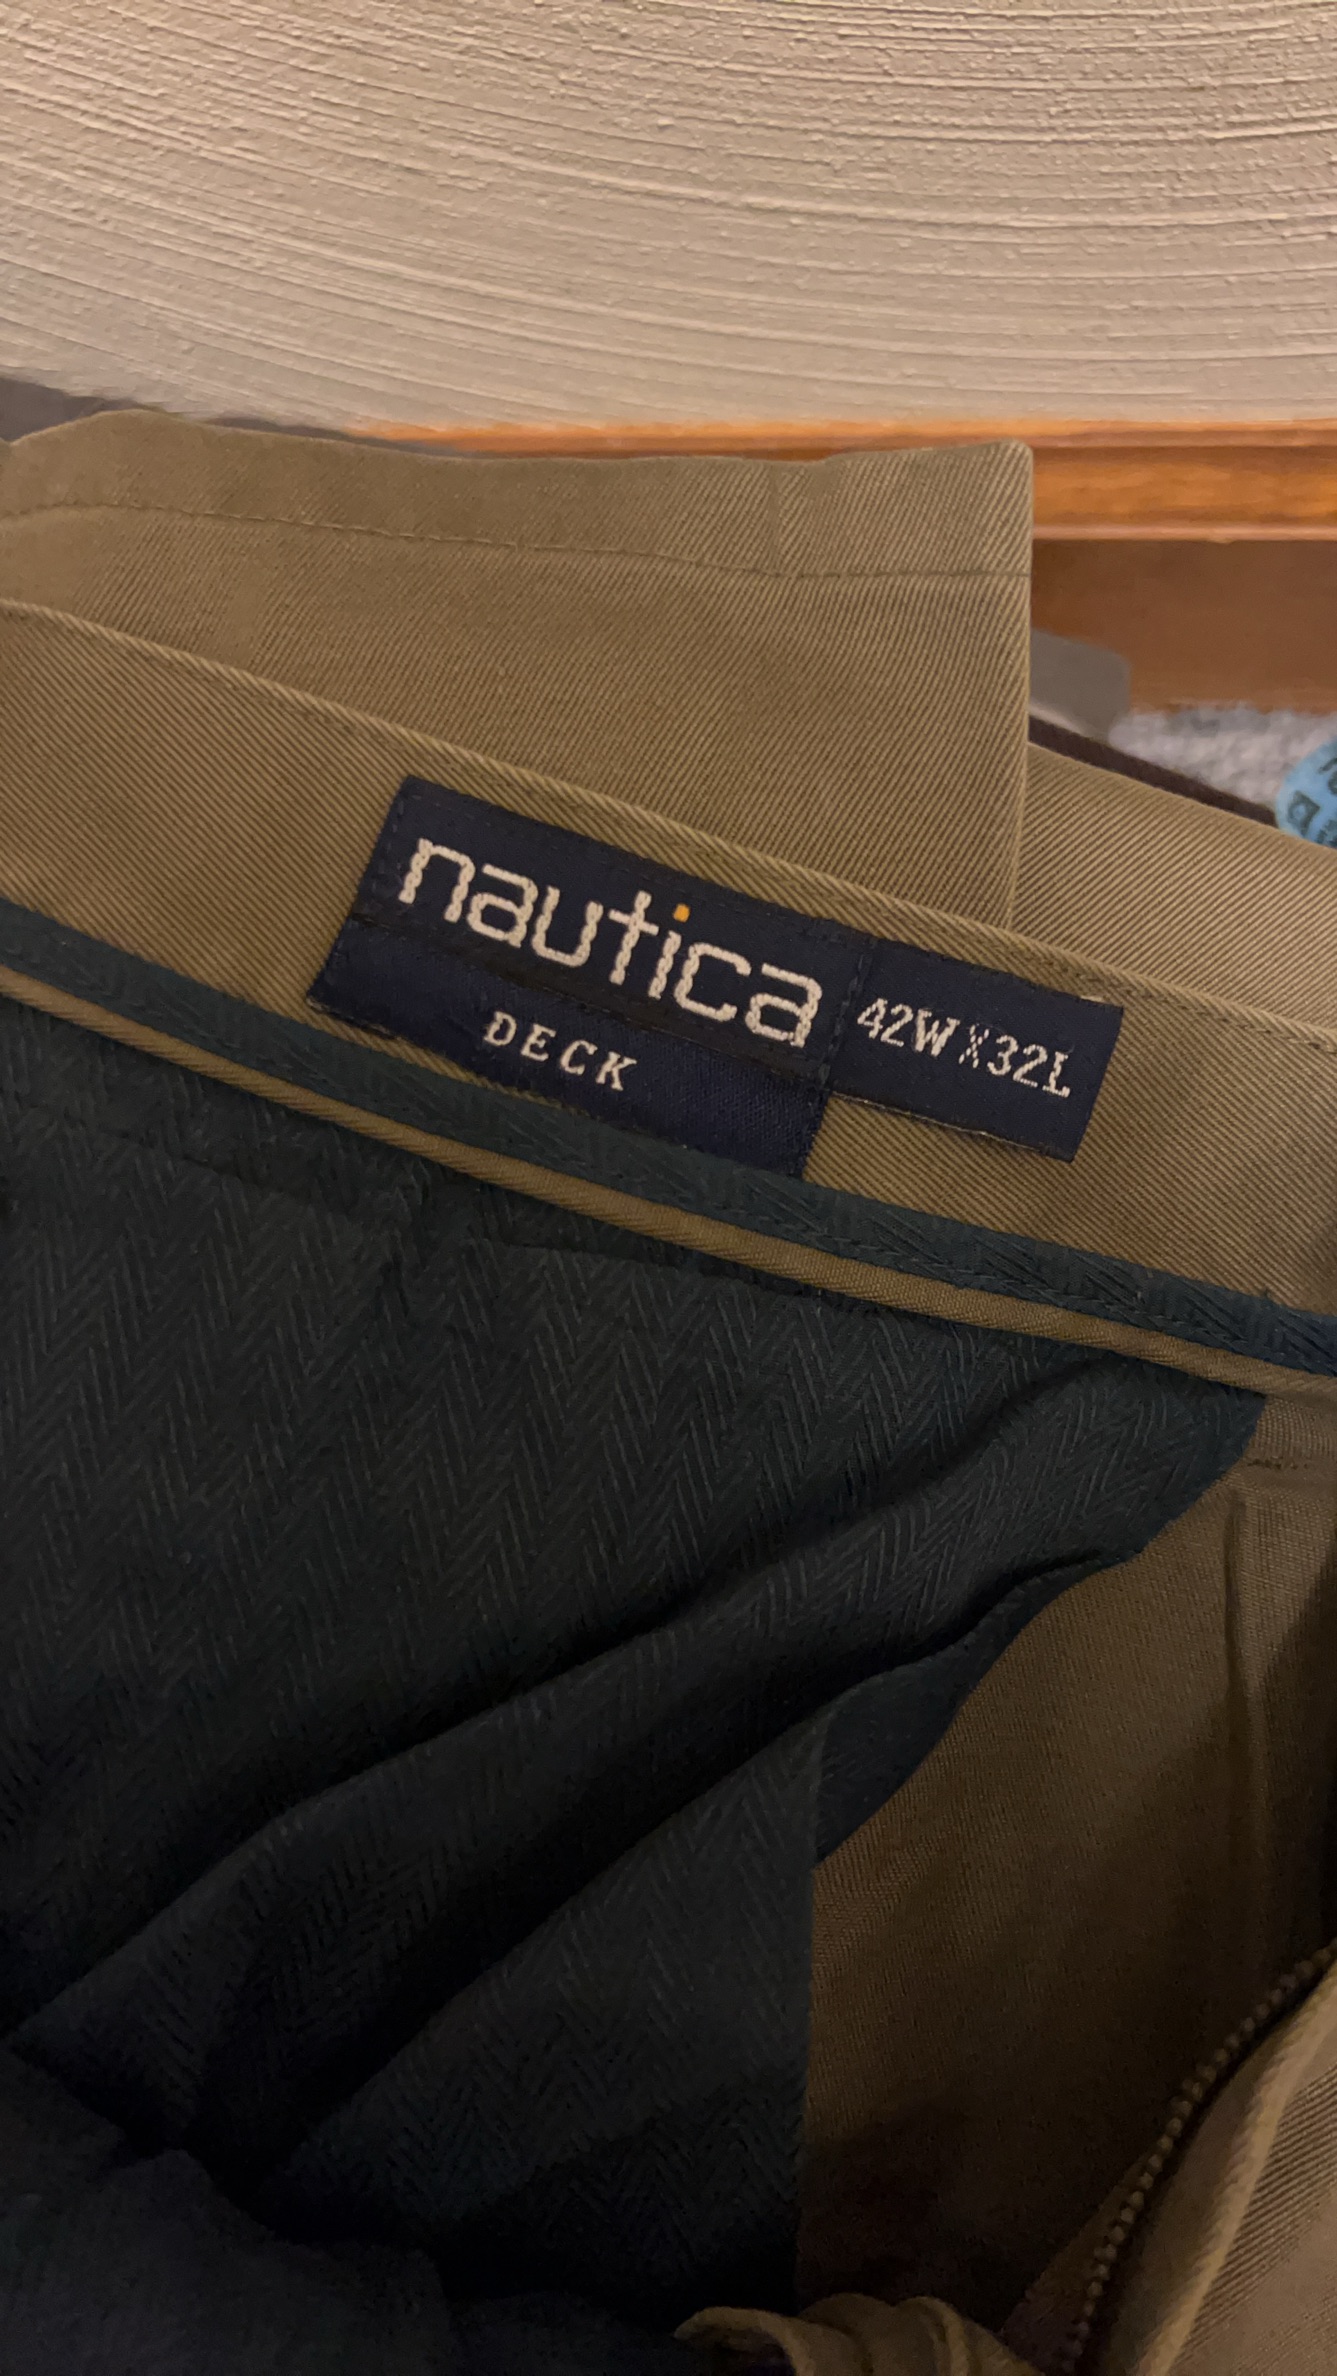 nautica
DECK
42W X 32L